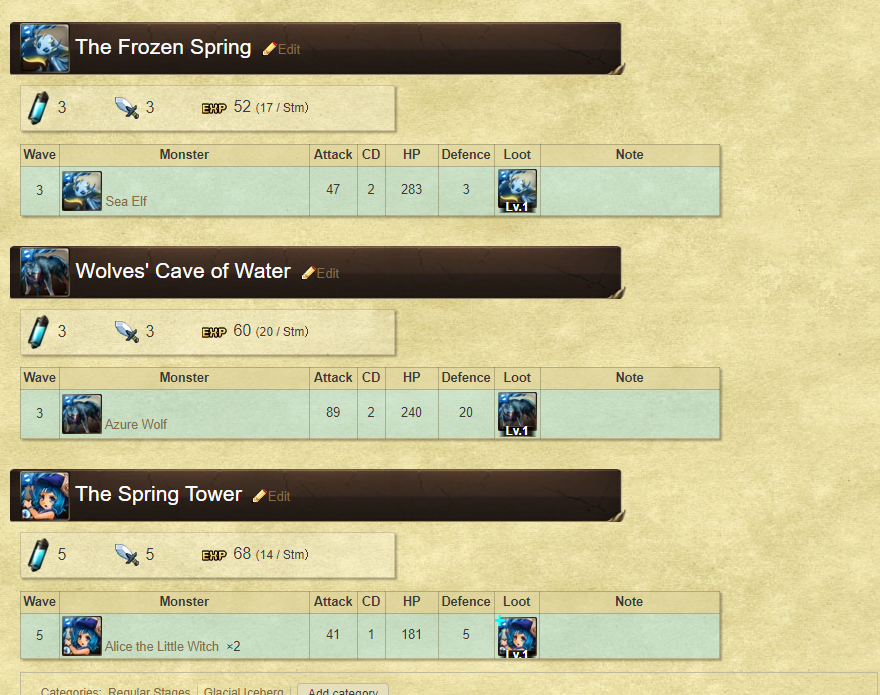 The Frozen Spring Edit
3 3 EXP 52 (17 / Stm)
Wave Monster Attack CD HP Defence Loot Note
3 Sea Elf 47 2 283 3 Lv.1
Wolves' Cave of Water Edit
3 3 EXP 60 (20 / Stm)
Wave Monster Attack CD HP Defence Loot Note
3 Azure Wolf 89 2 240 20 Lv.1
The Spring Tower Edit
5 5 EXP 68 (14 / Stm)
Wave Monster Attack CD HP Defence Loot Note
5 Alice the Little Witch ×2 41 1 181 5 Lv.1
Categories: Regular Stages Glacial Iceberg Add category